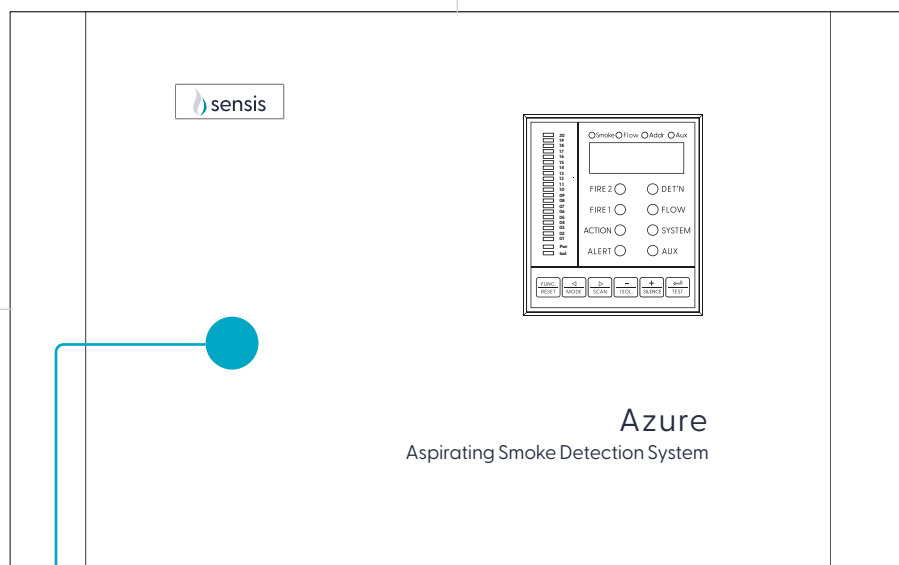 sensis
20
19
18
17
16
15
14
13
12
11
10
09
08
07
06
05
04
03
02
01
Pwr
Isol.
Smoke Flow Addr Aux
FIRE 2 DET'N
FIRE 1 FLOW
ACTION SYSTEM
ALERT AUX
FUNC. ◁ ▷ − + ⏎
RESET MODE SCAN ISOL. SILENCE TEST
Azure
Aspirating Smoke Detection System